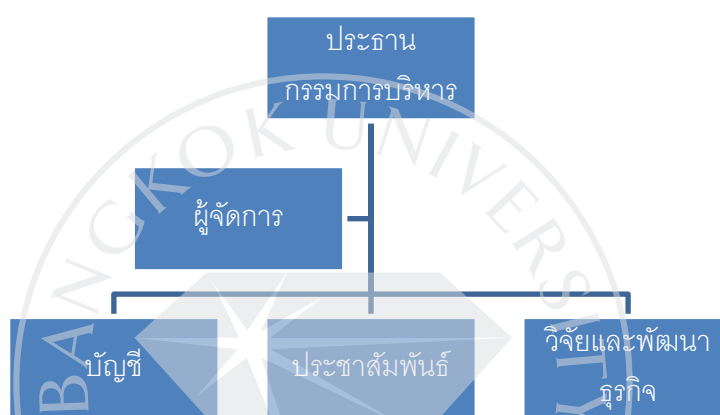 ประธาน
กรรมการบริหาร
ผู้จัดการ
บัญชี
ประชาสัมพันธ์
วิจัยและพัฒนา
ธุรกิจ
BANGKOK UNIVERSITY